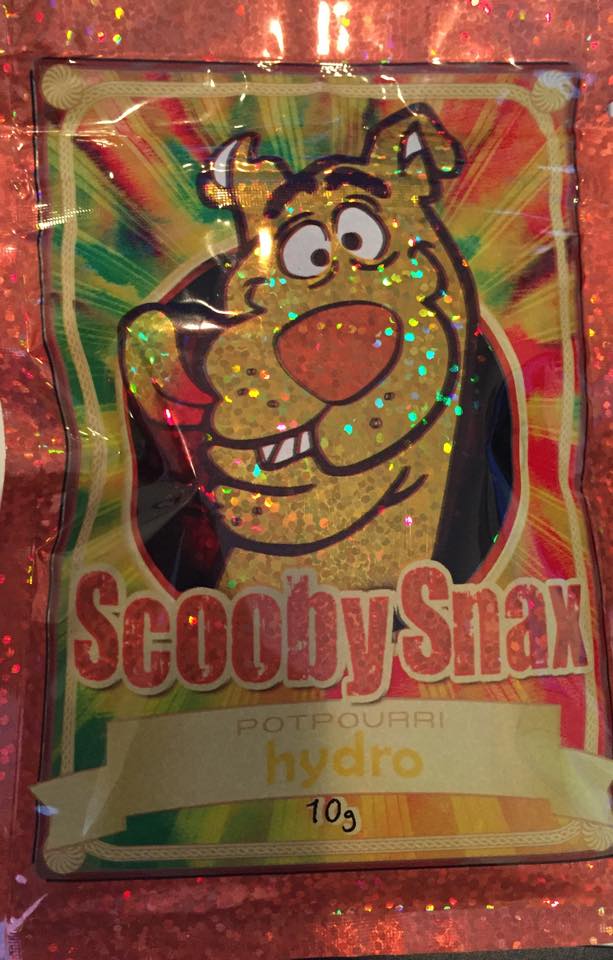 Scooby Snax
POTPOURRI
hydro
10g